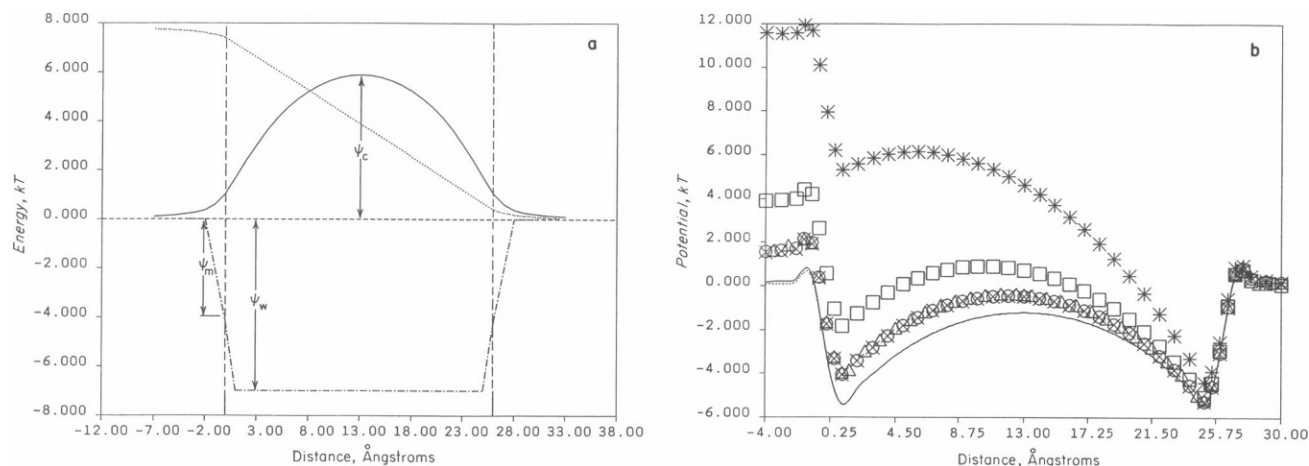 8.000
6.000
4.000
2.000
0.000
-2.000
-4.000
-6.000
-8.000
Energy, kT
a
ψc
ψm
ψw
-12.00 -7.00 -2.00 3.00 8.00 13.00 18.00 23.00 28.00 33.00 38.00
Distance, Ångstroms
12.000
10.000
8.000
6.000
4.000
2.000
0.000
-2.000
-4.000
-6.000
Potential, kT
b
-4.00 0.25 4.50 8.75 13.00 17.25 21.50 25.75 30.00
Distance, Ångstroms